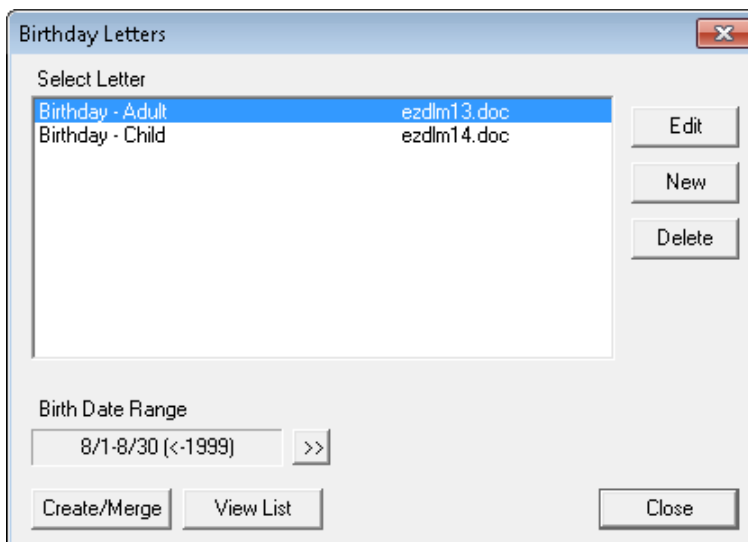 Birthday Letters
Select Letter
Birthday - Adult ezdlm13.doc
Birthday - Child ezdlm14.doc
Edit
New
Delete
Birth Date Range
8/1-8/30 (<-1999) >>
Create/Merge View List Close